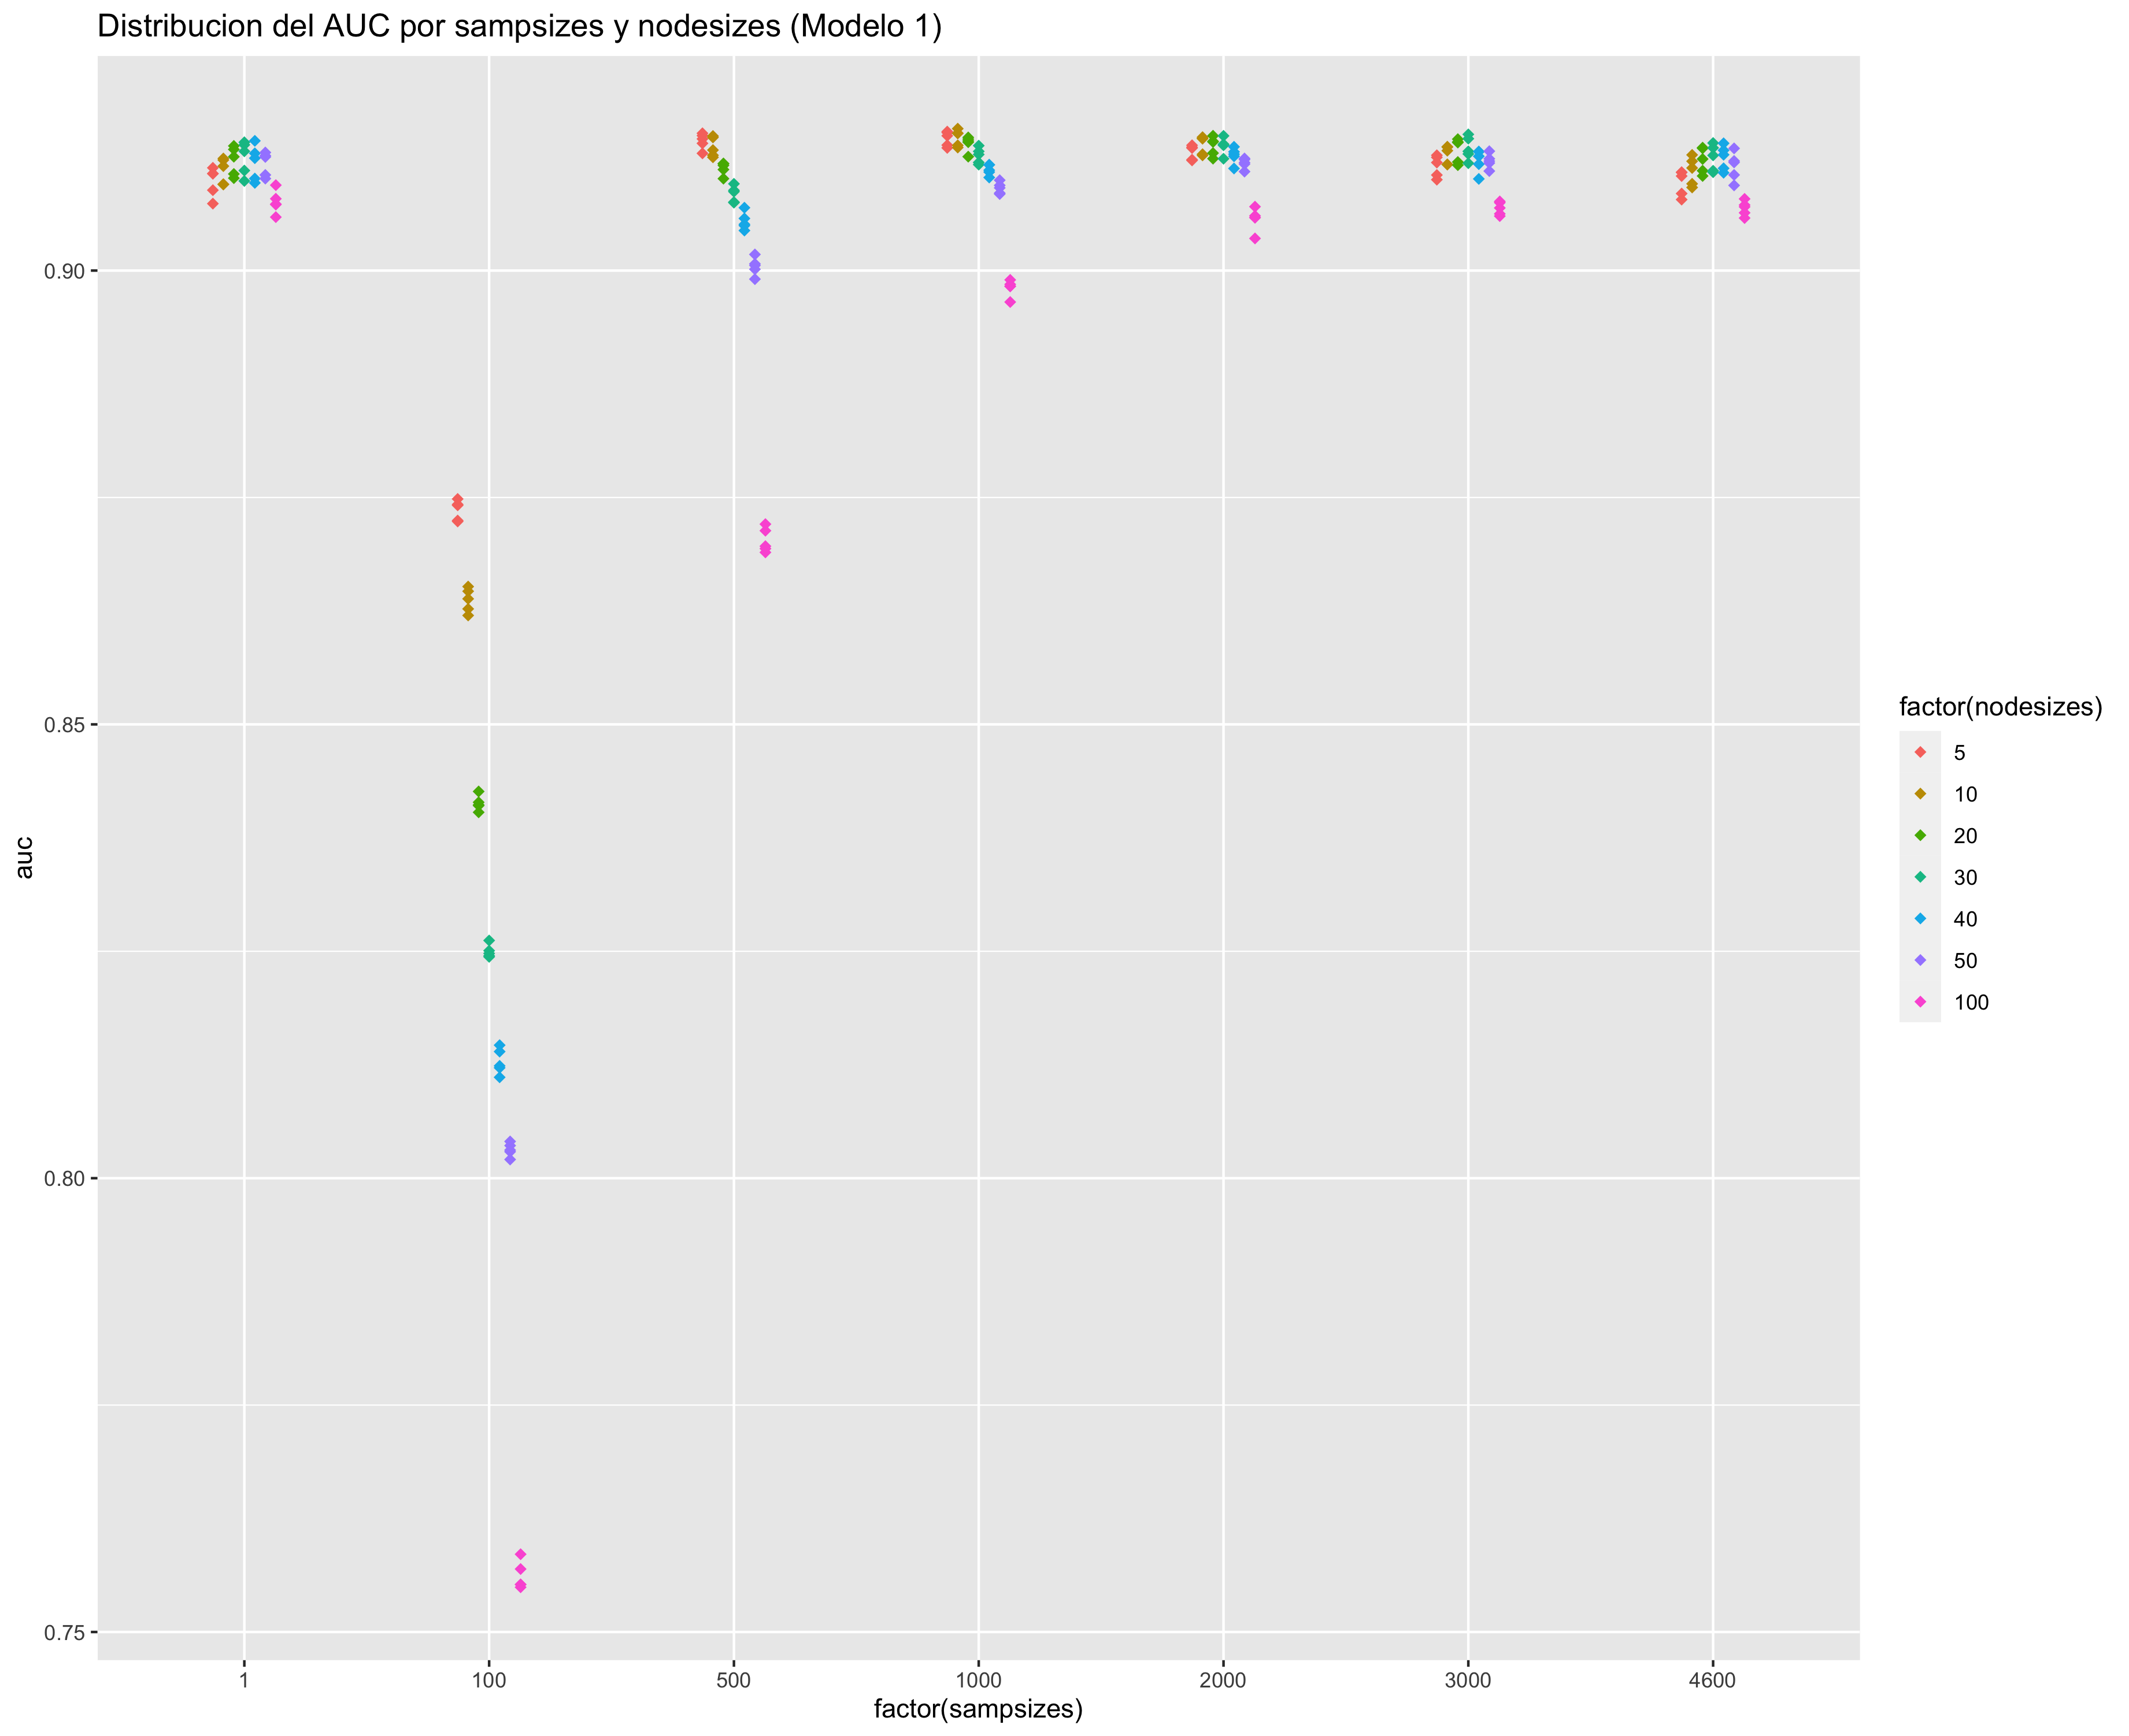 Distribucion del AUC por sampsizes y nodesizes (Modelo 1)
auc
0.90
0.85
0.80
0.75
1 100 500 1000 2000 3000 4600
factor(sampsizes)
factor(nodesizes)
5
10
20
30
40
50
100